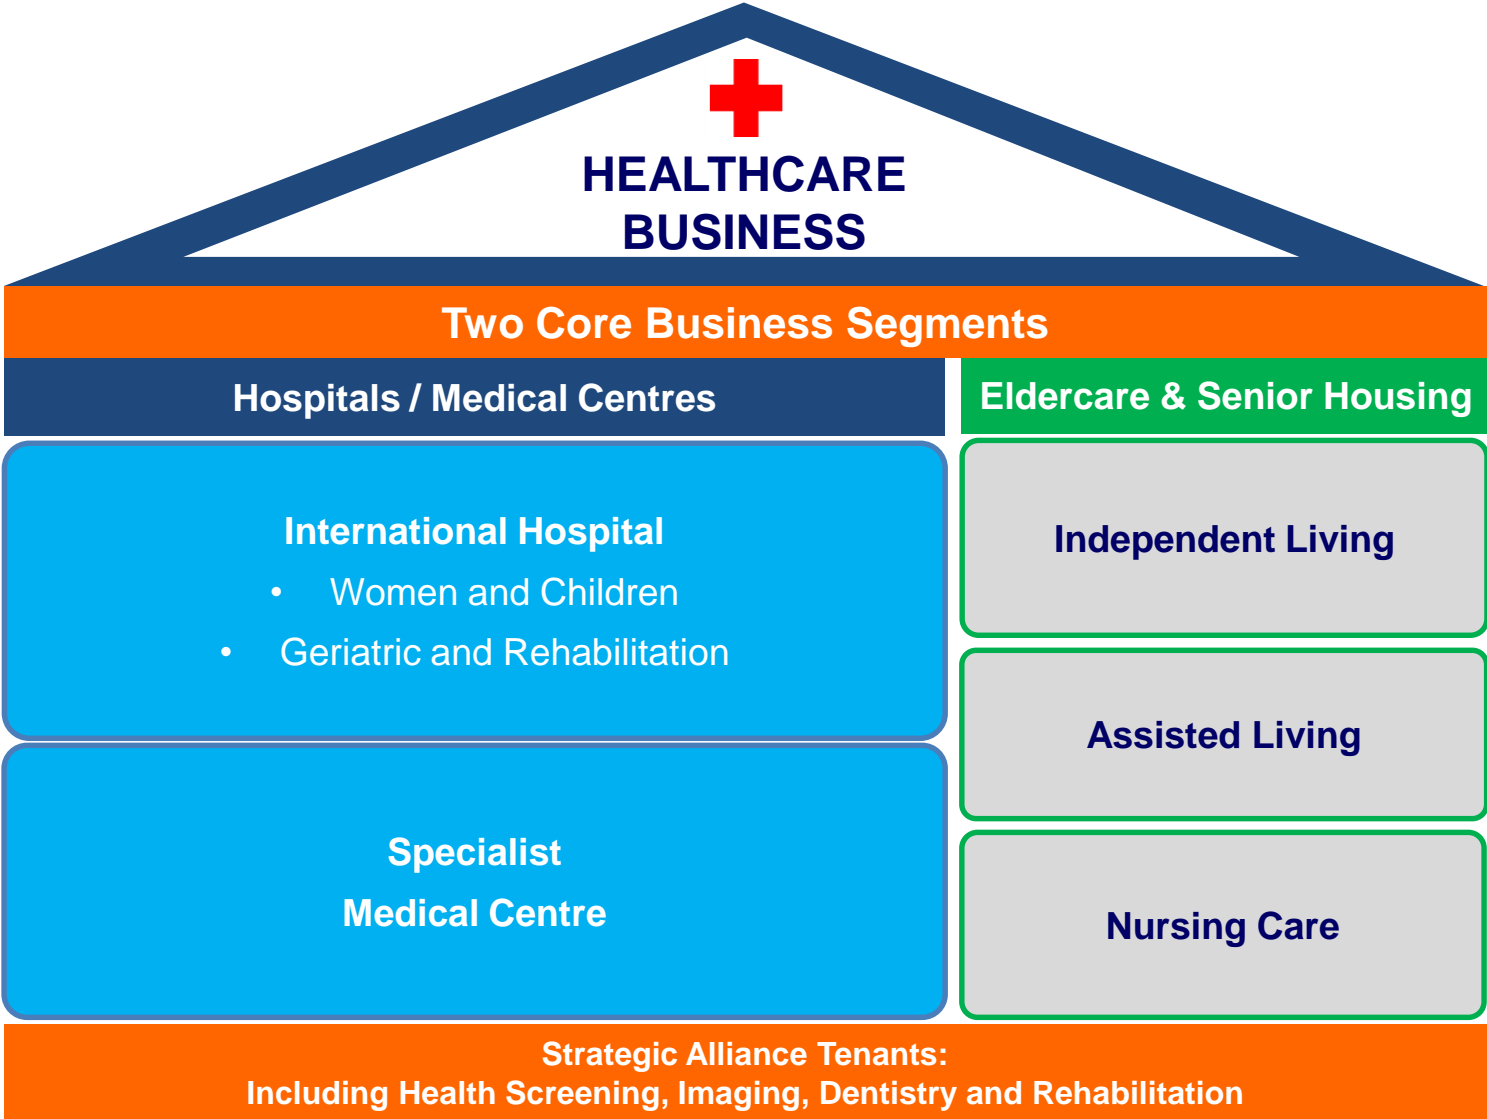 HEALTHCARE
BUSINESS
Two Core Business Segments
Hospitals / Medical Centres
International Hospital
• Women and Children
• Geriatric and Rehabilitation
Specialist
Medical Centre
Eldercare & Senior Housing
Independent Living
Assisted Living
Nursing Care
Strategic Alliance Tenants:
Including Health Screening, Imaging, Dentistry and Rehabilitation